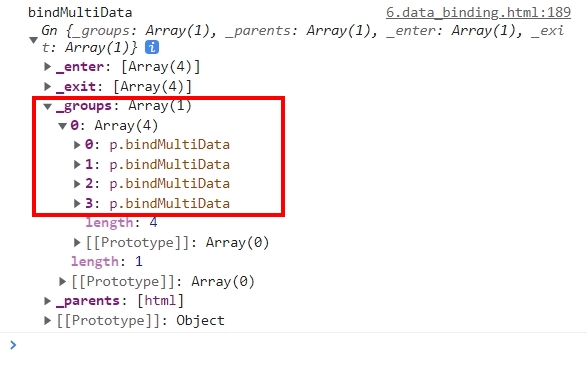 bindMultiData 6.data_binding.html:189
▼ Gn {_groups: Array(1), _parents: Array(1), _enter: Array(1), _exi
t: Array(1)} i
▶ _enter: [Array(4)]
▶ _exit: [Array(4)]
▼ _groups: Array(1)
▼ 0: Array(4)
▶ 0: p.bindMultiData
▶ 1: p.bindMultiData
▶ 2: p.bindMultiData
▶ 3: p.bindMultiData
length: 4
▶ [[Prototype]]: Array(0)
length: 1
▶ [[Prototype]]: Array(0)
▶ _parents: [html]
▶ [[Prototype]]: Object
>